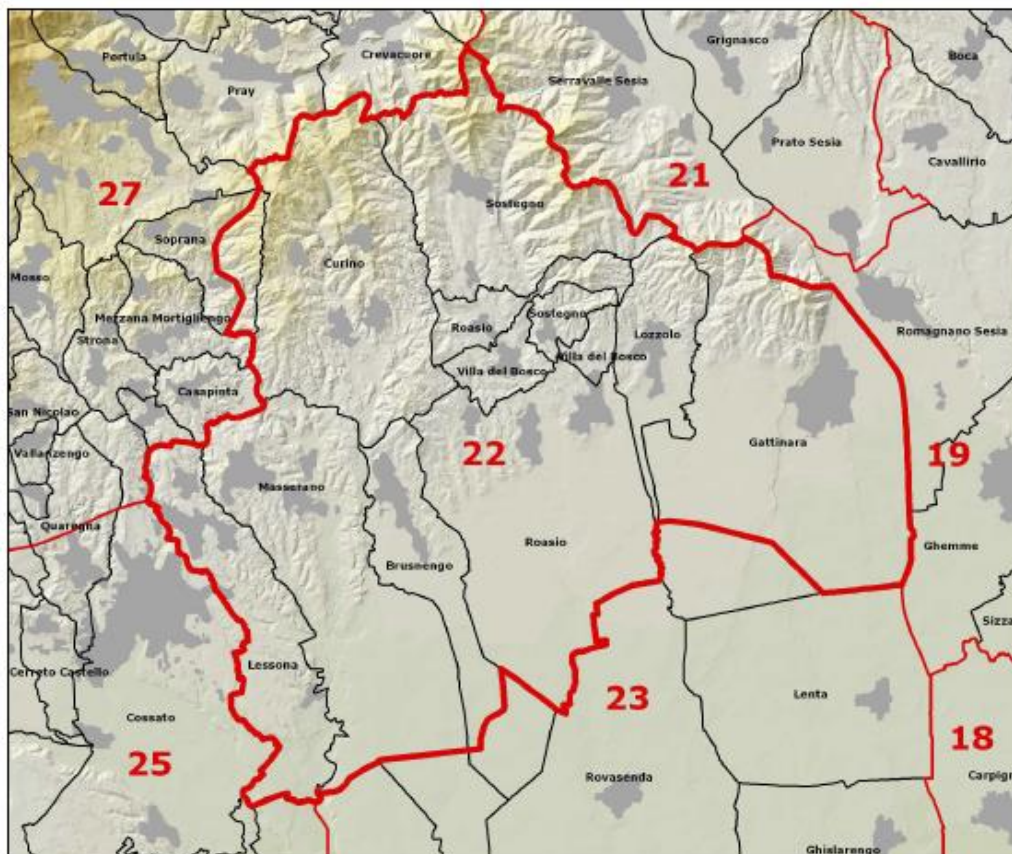 Portula
Crevacuore
Grignasco
Boca
Pray
Serravalle Sesia
Prato Sesia
Cavallirio
27
21
Soprana
Sostegno
Curino
Mosso
Mezzana Mortigliengo
Strona
Roasio
Sostegno
Lozzolo
Romagnano Sesia
Villa del Bosco
Villa del Bosco
Casapinta
San Nicolao
Vallanzengo
22
Gattinara
19
Masserano
Quaregna
Roasio
Ghemme
Brusnengo
Sizza
Cerreto Castello
Lessona
Lenta
23
Cossato
25
18
Rovasenda
Carpign
Ghislarengo